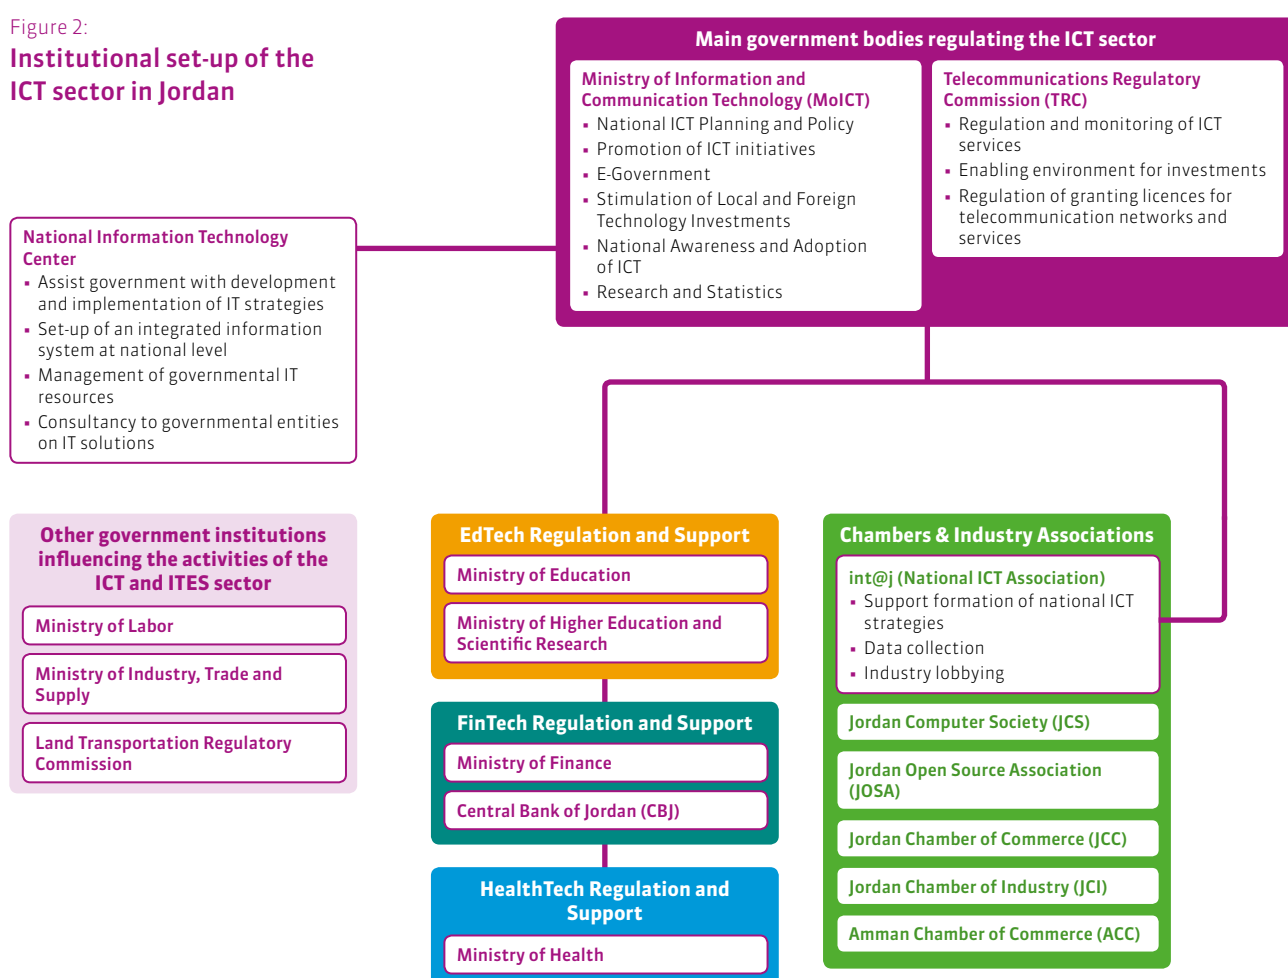 Figure 2:
Institutional set-up of the
ICT sector in Jordan
Main government bodies regulating the ICT sector
Ministry of Information and
Communication Technology (MoICT)
▪ National ICT Planning and Policy
▪ Promotion of ICT initiatives
▪ E-Government
▪ Stimulation of Local and Foreign
Technology Investments
▪ National Awareness and Adoption
of ICT
▪ Research and Statistics
Telecommunications Regulatory
Commission (TRC)
▪ Regulation and monitoring of ICT
services
▪ Enabling environment for investments
▪ Regulation of granting licences for
telecommunication networks and
services
National Information Technology
Center
▪ Assist government with development
and implementation of IT strategies
▪ Set-up of an integrated information
system at national level
▪ Management of governmental IT
resources
▪ Consultancy to governmental entities
on IT solutions
Other government institutions
influencing the activities of the
ICT and ITES sector
Ministry of Labor
Ministry of Industry, Trade and
Supply
Land Transportation Regulatory
Commission
EdTech Regulation and Support
Ministry of Education
Ministry of Higher Education and
Scientific Research
FinTech Regulation and Support
Ministry of Finance
Central Bank of Jordan (CBJ)
HealthTech Regulation and
Support
Ministry of Health
Chambers & Industry Associations
int@j (National ICT Association)
▪ Support formation of national ICT
strategies
▪ Data collection
▪ Industry lobbying
Jordan Computer Society (JCS)
Jordan Open Source Association
(JOSA)
Jordan Chamber of Commerce (JCC)
Jordan Chamber of Industry (JCI)
Amman Chamber of Commerce (ACC)